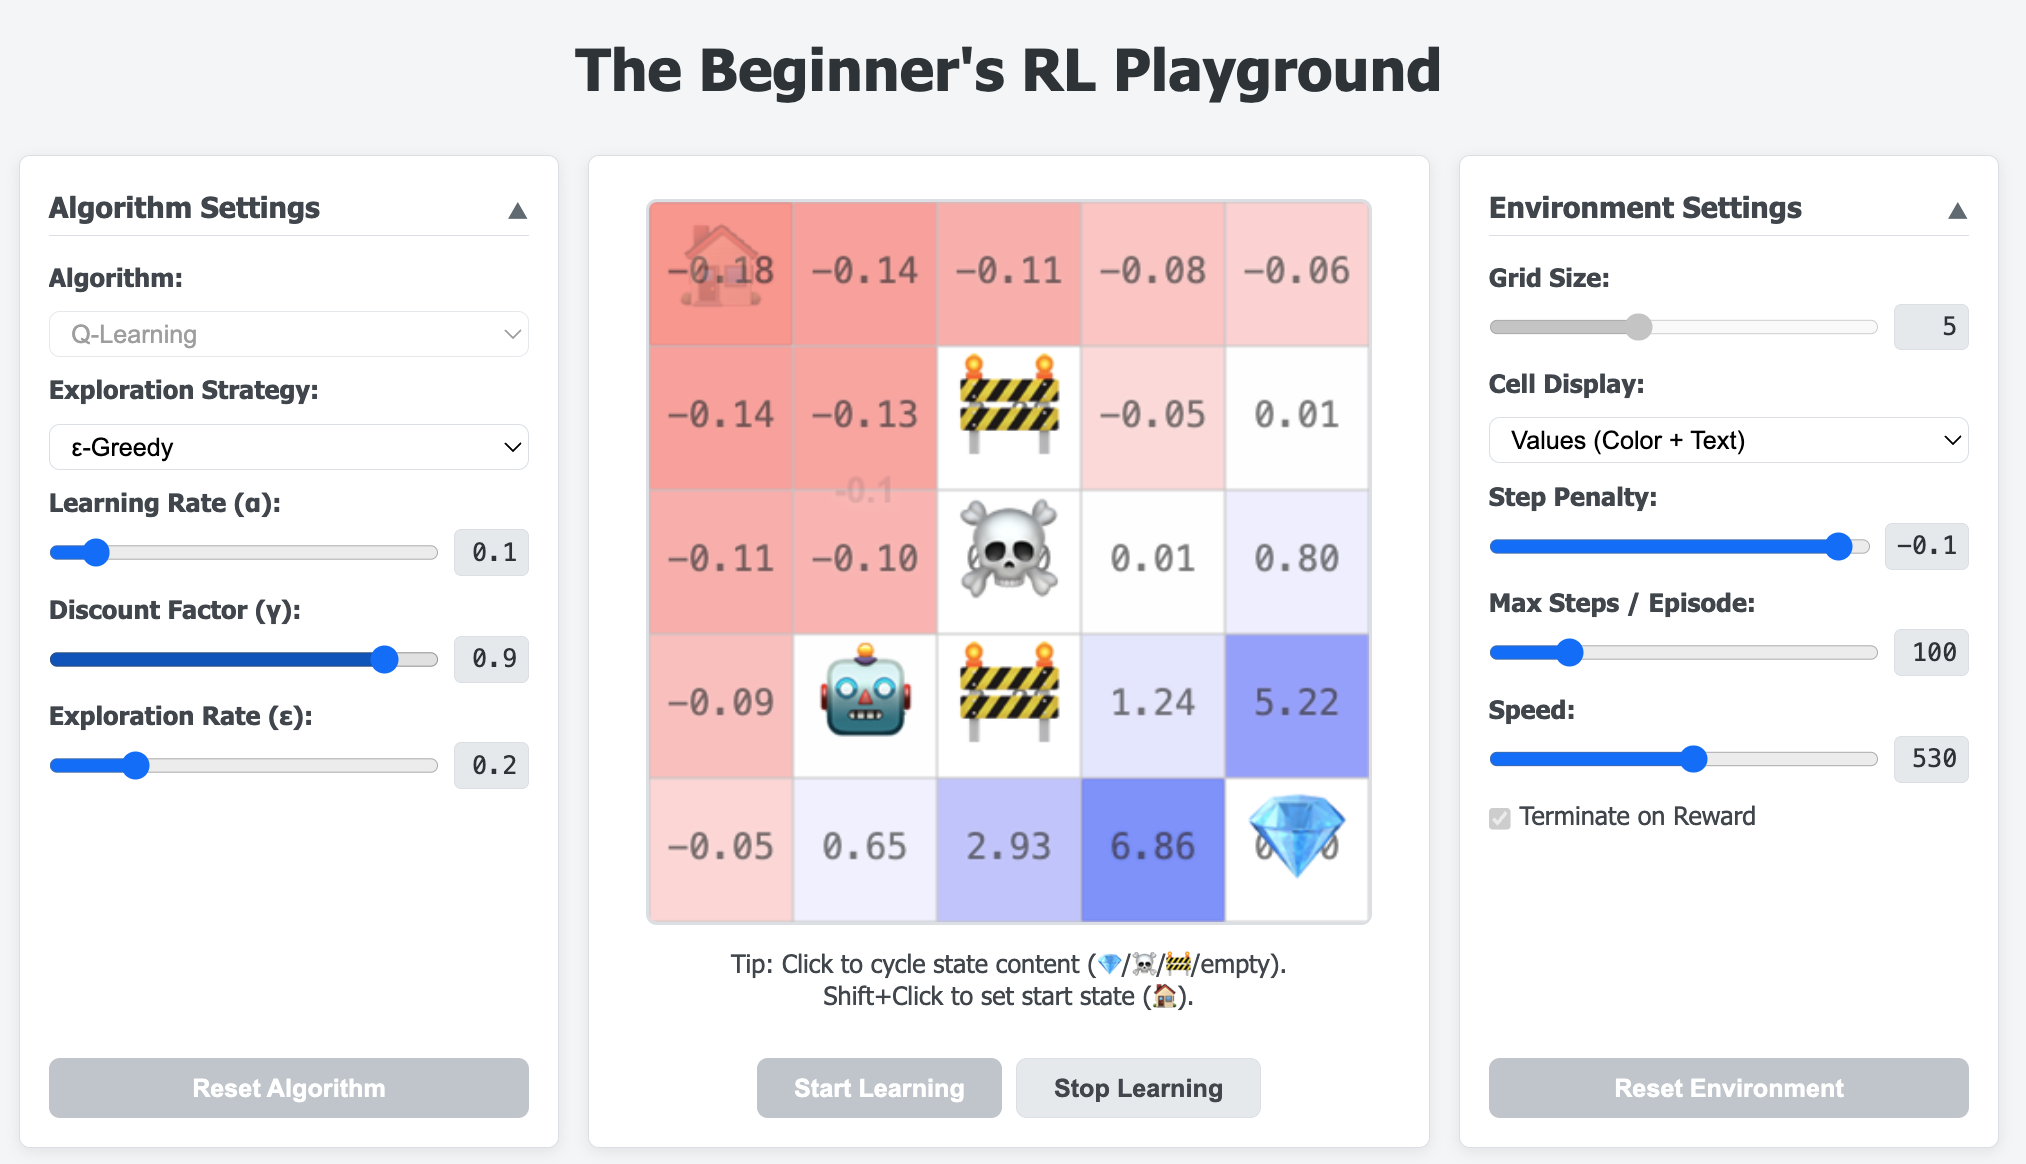 The Beginner's RL Playground
Algorithm Settings ▲
Algorithm:
Q-Learning
Exploration Strategy:
ε-Greedy
Learning Rate (α):
0.1
Discount Factor (γ):
0.9
Exploration Rate (ε):
0.2
Reset Algorithm
-0.18 -0.14 -0.11 -0.08 -0.06
-0.14 -0.13 -0.05 0.01
-0.1
-0.11 -0.10 0.01 0.80
-0.09 1.24 5.22
-0.05 0.65 2.93 6.86
Tip: Click to cycle state content (💎/☠️/🚧/empty).
Shift+Click to set start state (🏠).
Start Learning Stop Learning
Environment Settings ▲
Grid Size:
5
Cell Display:
Values (Color + Text)
Step Penalty:
-0.1
Max Steps / Episode:
100
Speed:
530
Terminate on Reward
Reset Environment